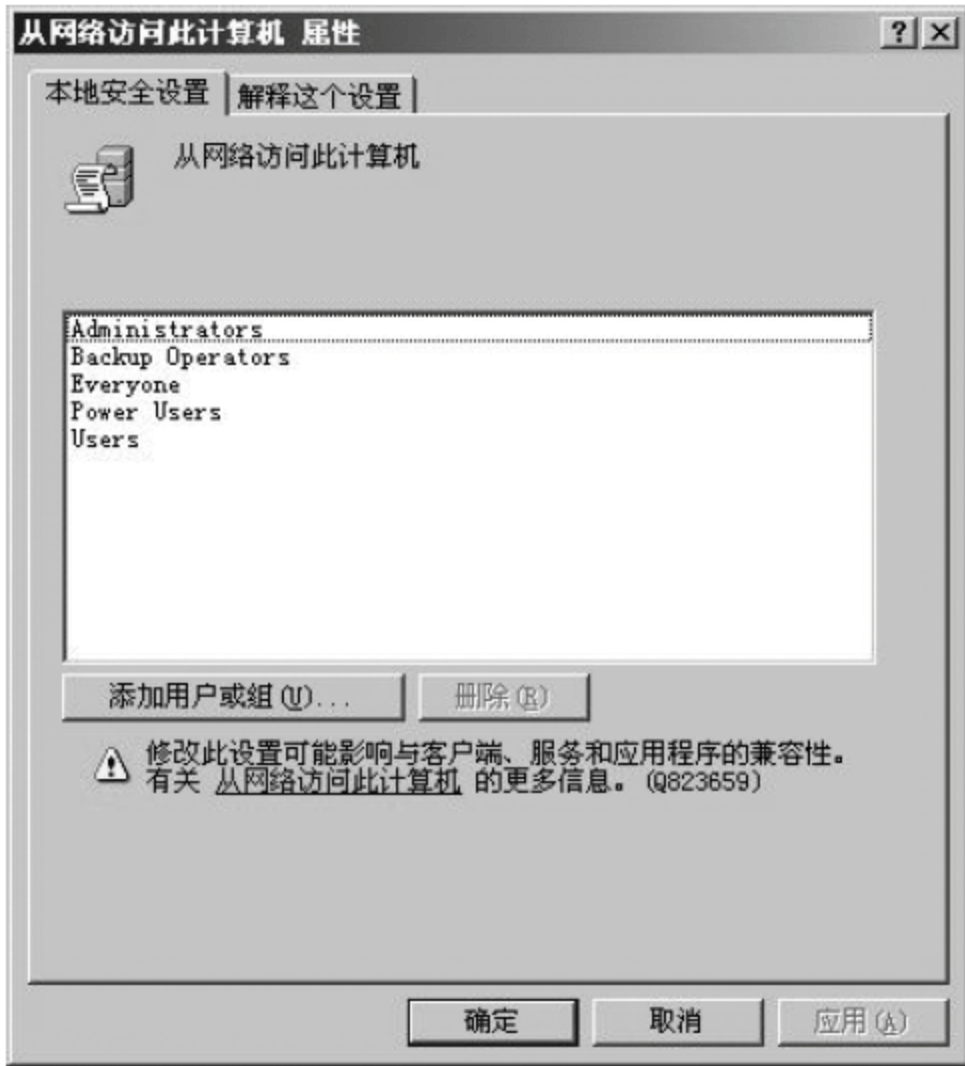 从网络访问此计算机 属性
本地安全设置 解释这个设置
从网络访问此计算机
Administrators
Backup Operators
Everyone
Power Users
Users
添加用户或组(U)... 删除(R)
修改此设置可能影响与客户端、服务和应用程序的兼容性。
有关 从网络访问此计算机 的更多信息。(Q823659)
确定 取消 应用(A)